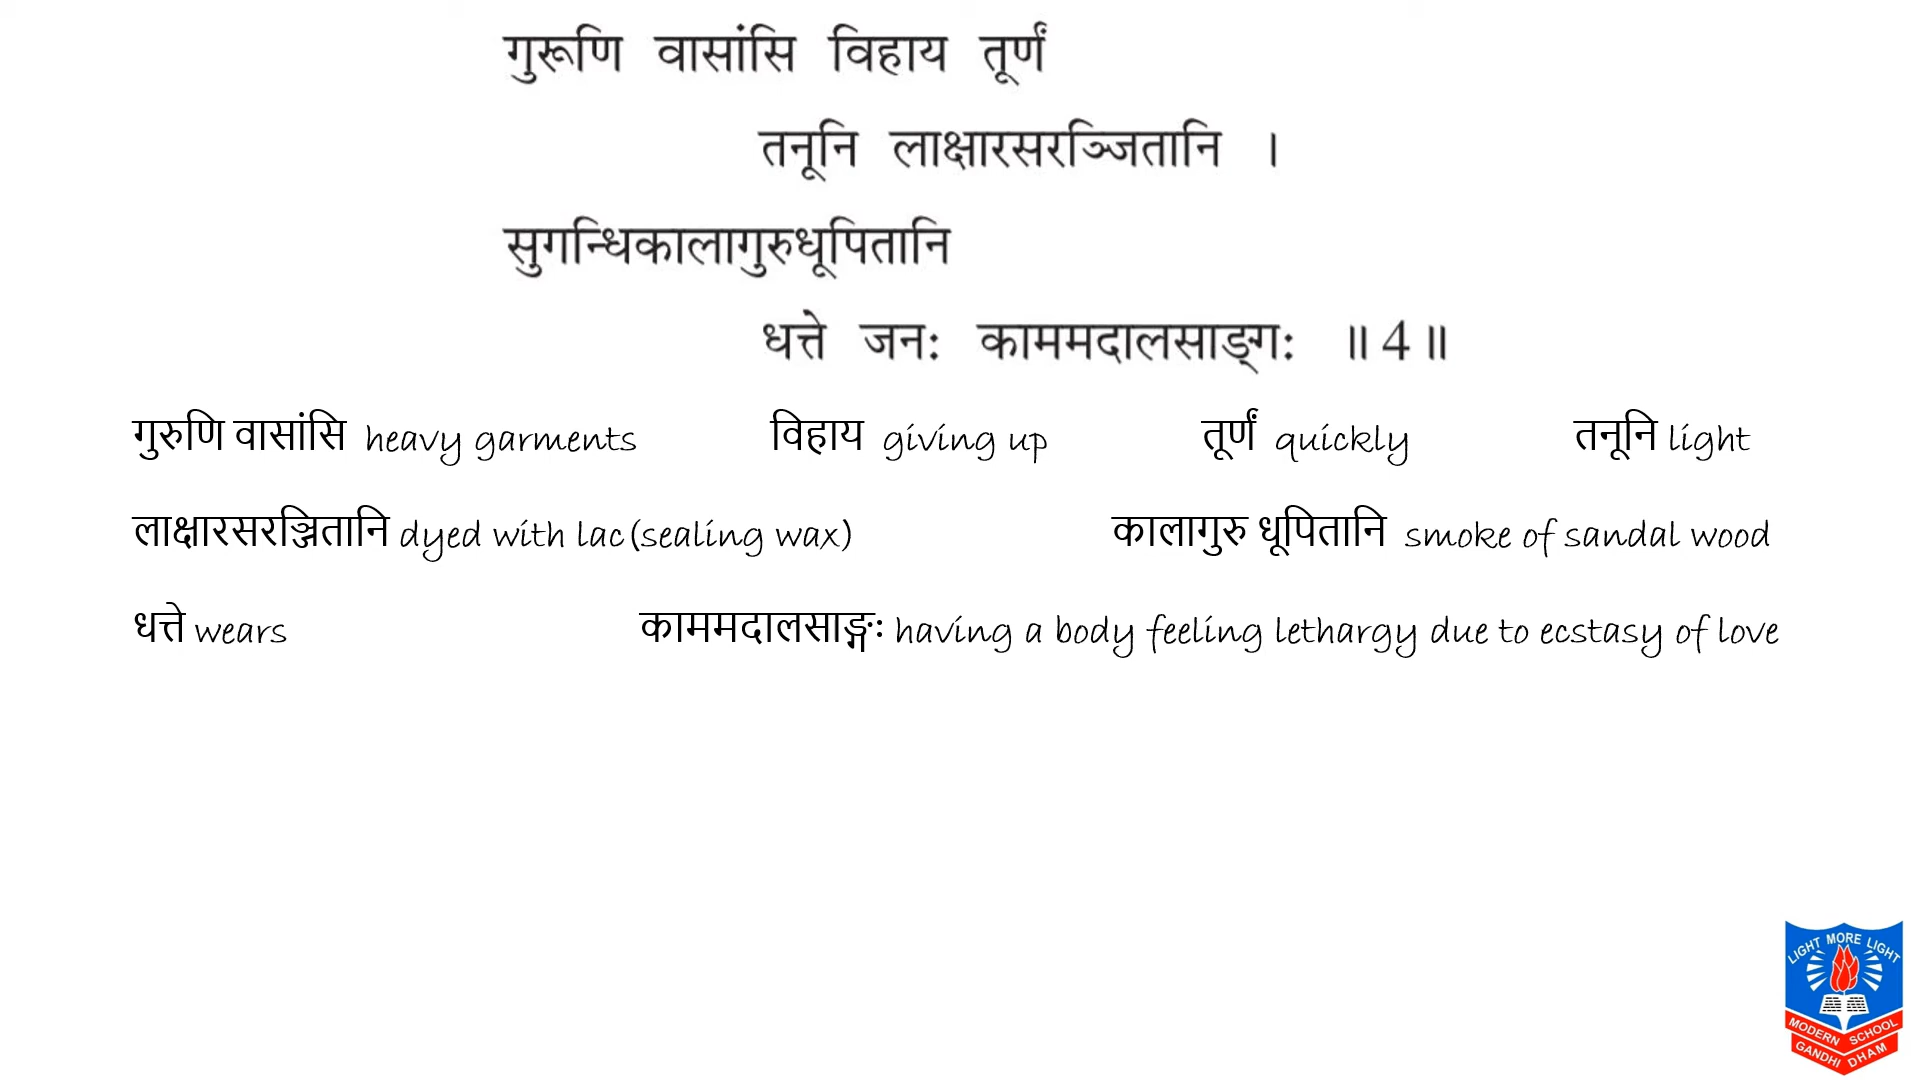 गुरूणि वासांसि विहाय तूर्णं
तनूनि लाक्षारसरञ्जितानि ।
सुगन्धिकालागुरुधूपितानि
धत्ते जनः काममदालसाङ्गः ॥ 4 ॥
गुरुणि वासांसि heavy garments विहाय giving up तूर्णं quickly तनूनि light
लाक्षारसरञ्जितानि dyed with lac(sealing wax) कालागुरु धूपितानि smoke of sandal wood
धत्ते wears काममदालसाङ्गः having a body feeling lethargy due to ecstasy of love
LIGHT MORE LIGHT
MODERN SCHOOL
GANDHI DHAM